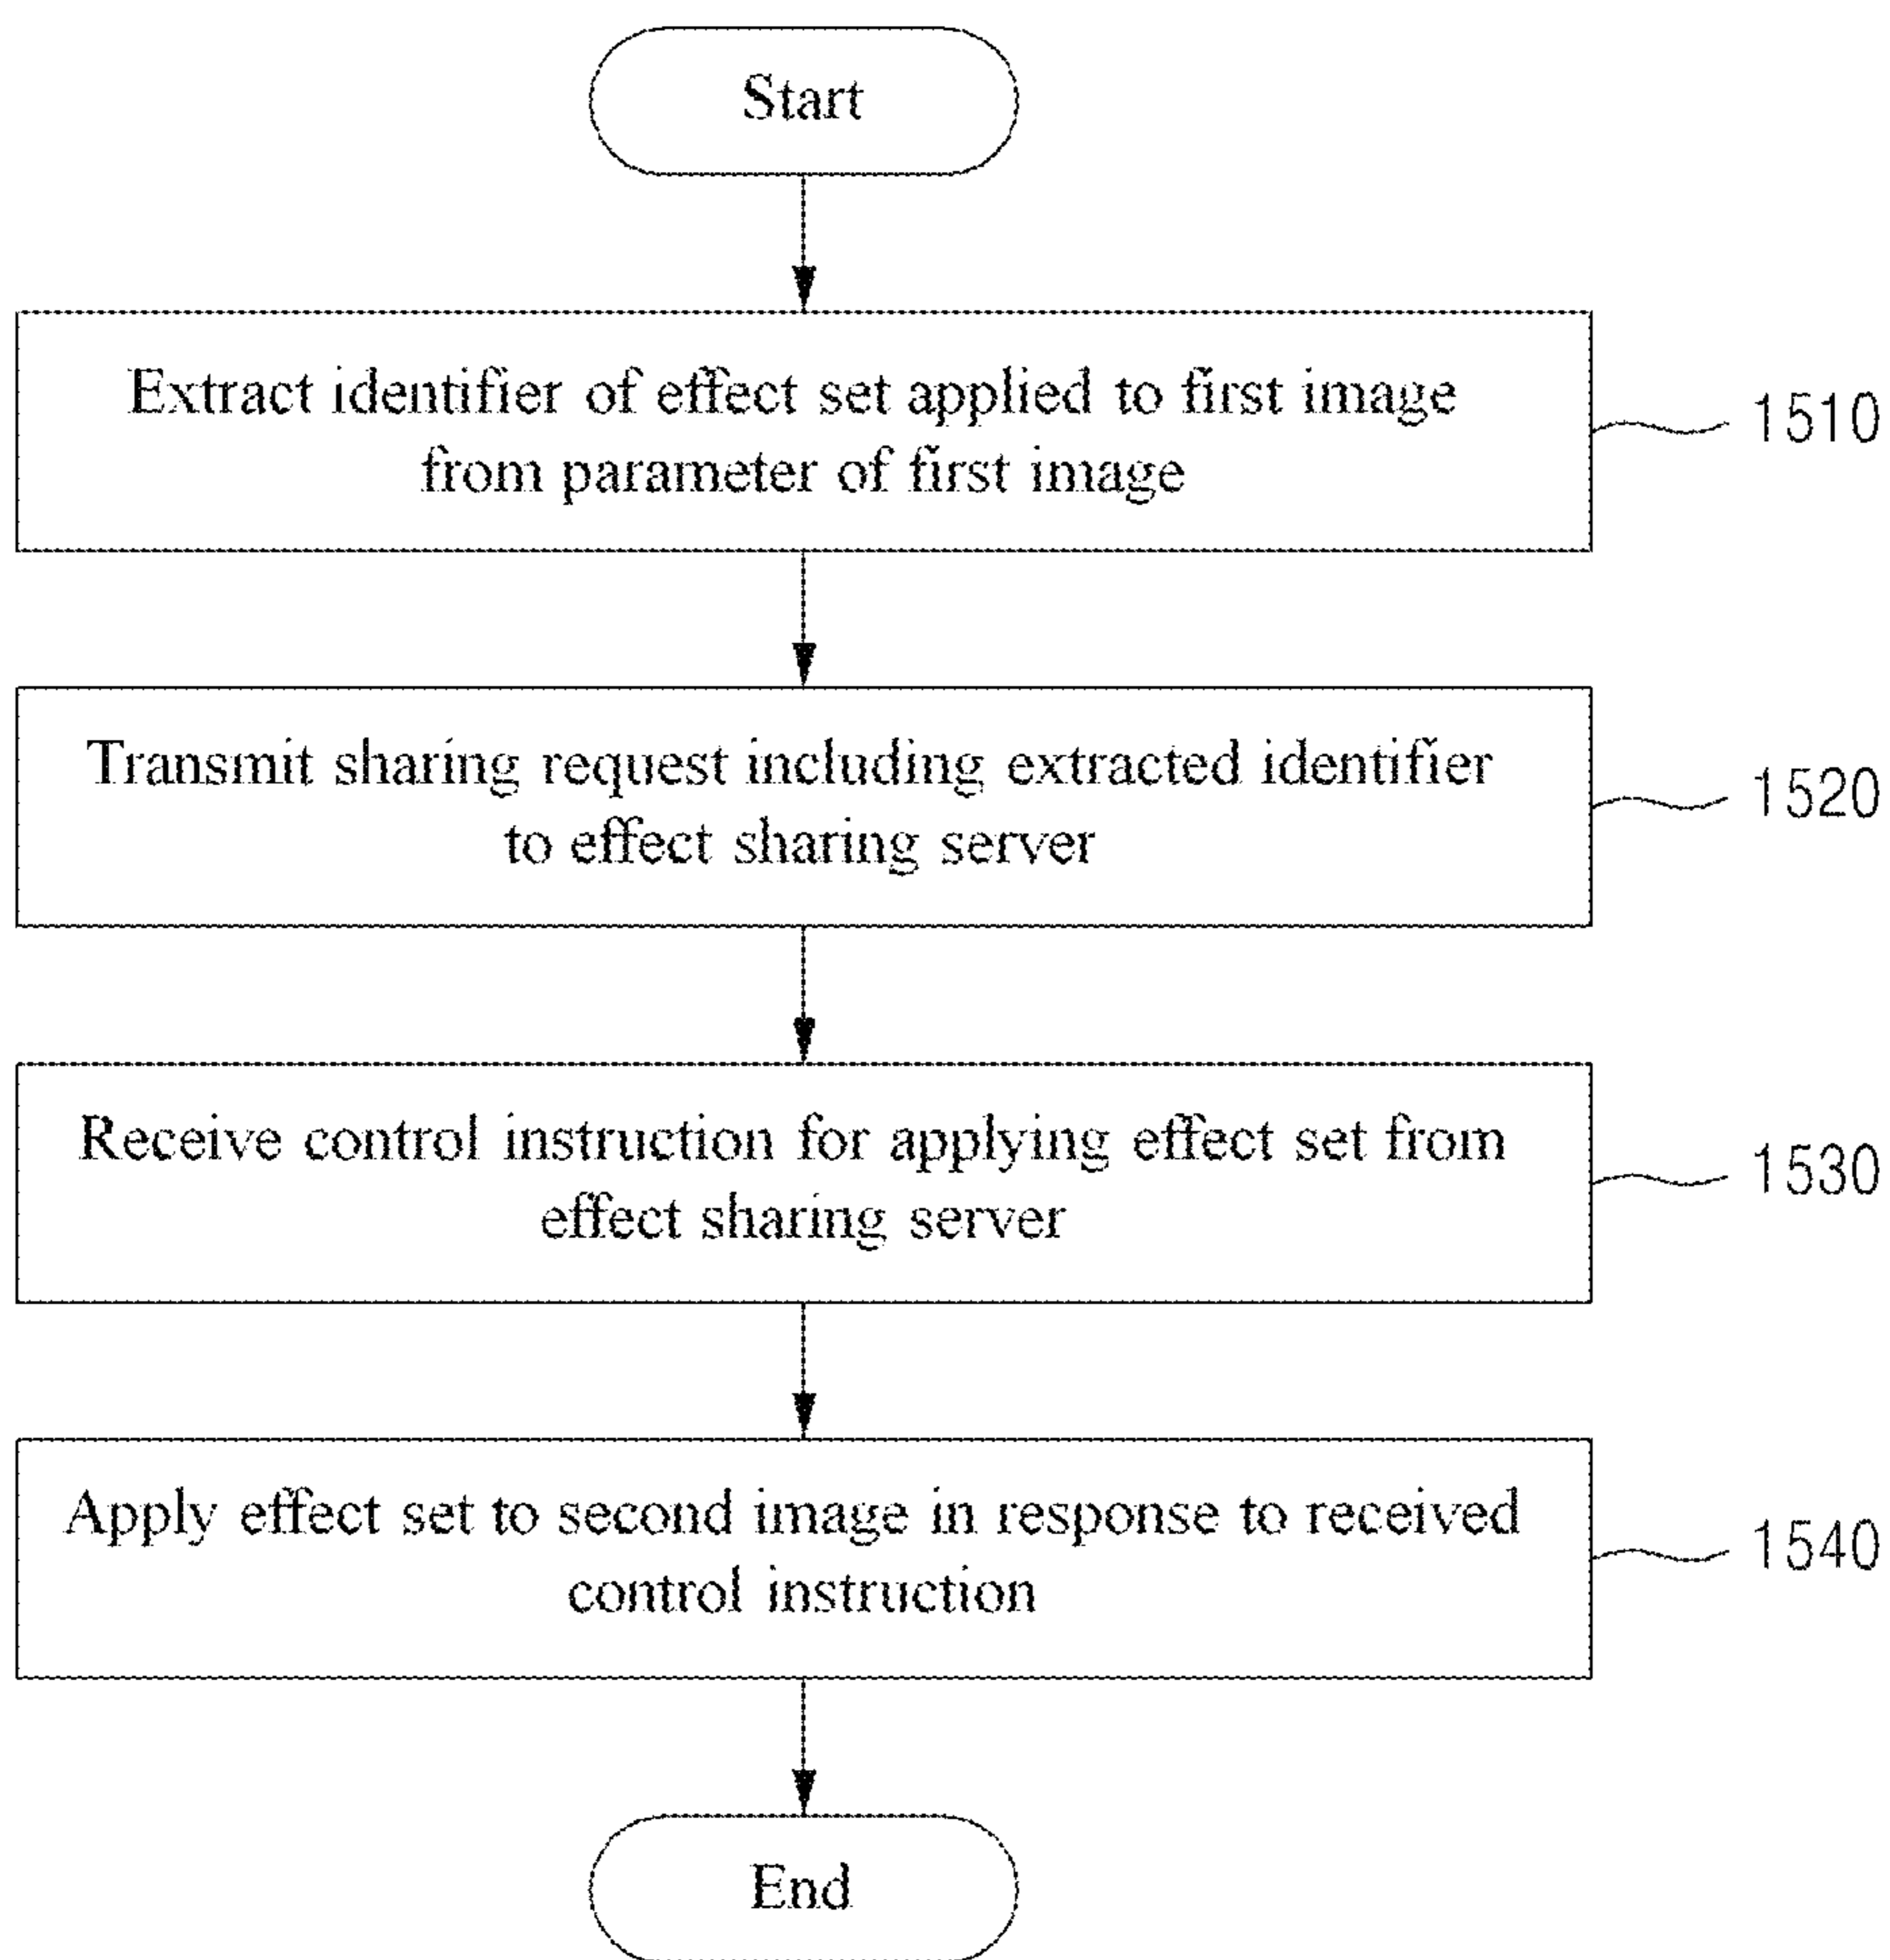 Start
Extract identifier of effect set applied to first image
from parameter of first image
1510
Transmit sharing request including extracted identifier
to effect sharing server
1520
Receive control instruction for applying effect set from
effect sharing server
1530
Apply effect set to second image in response to received
control instruction
1540
End